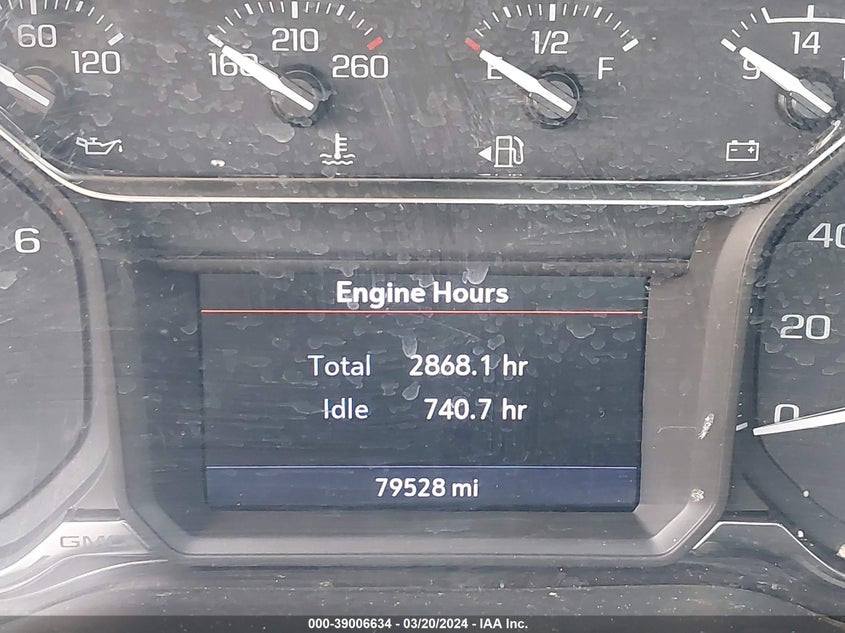 60 120
160 210 260
E 1/2 F
9 14
6
Engine Hours
Total 2868.1 hr
Idle 740.7 hr
79528 mi
40
20
0
GMC
000-39006634 - 03/20/2024 - IAA Inc.